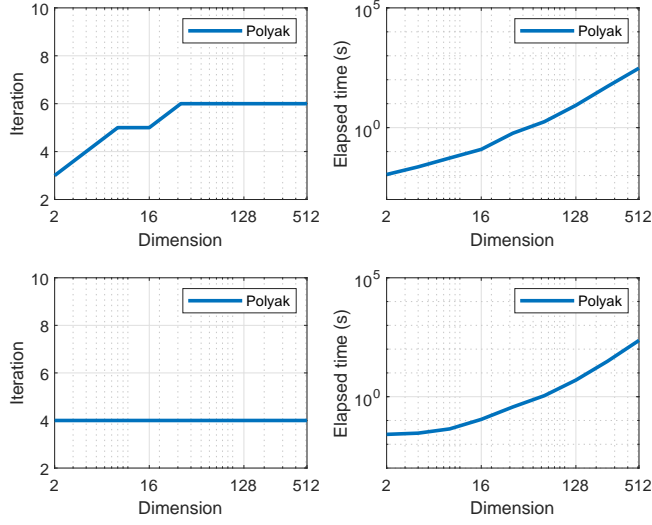 10
8
6
4
2
Iteration
2
16
128
512
Dimension
Polyak
10^5
10^0
Elapsed time (s)
2
16
128
512
Dimension
Polyak
10
8
6
4
2
Iteration
2
16
128
512
Dimension
Polyak
10^5
10^0
Elapsed time (s)
2
16
128
512
Dimension
Polyak